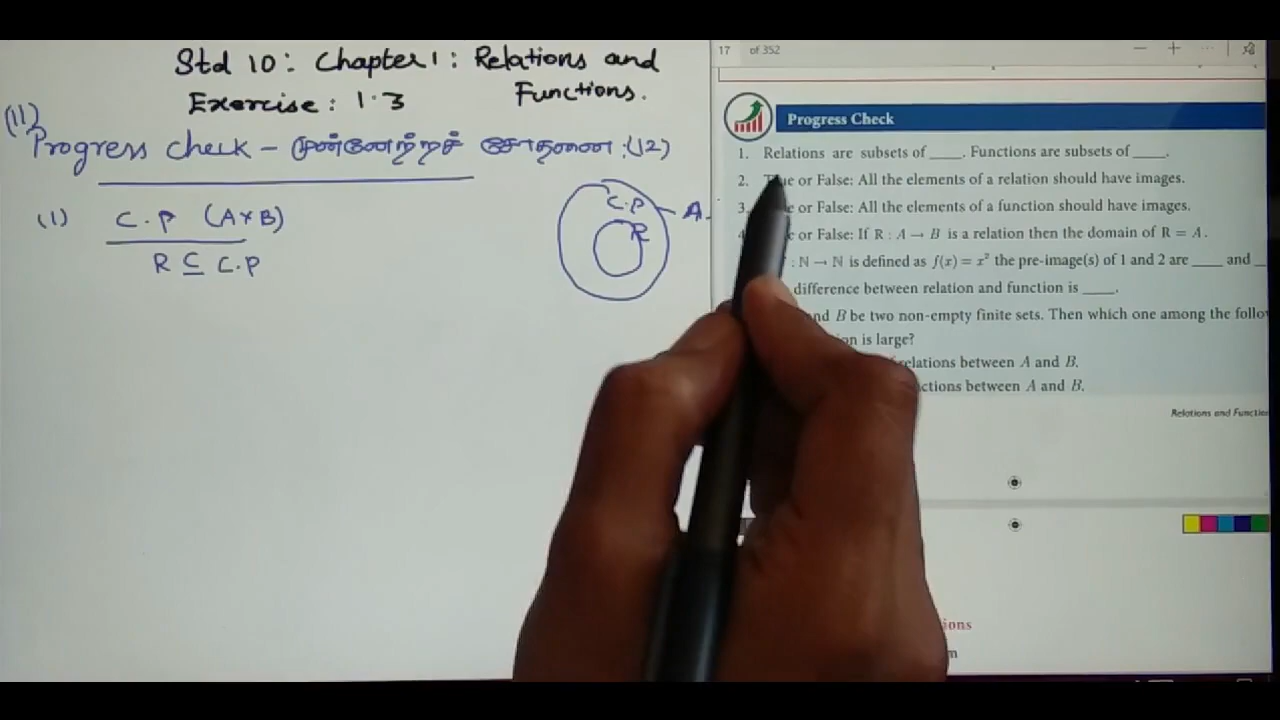 Std 10: Chapter 1: Relations and
Functions.
Exercise: 1.3
(11)
Progress check - முன்னேற்றச் சோதனை.(12)
(1) C.P (A×B)
R ⊆ C.P
C.P
R
A
17 of 352
Progress Check
1. Relations are subsets of ____. Functions are subsets of ____.
2. True or False: All the elements of a relation should have images.
3. or False: All the elements of a function should have images.
4. or False: If R : A → B is a relation then the domain of R = A.
: ℕ → ℕ is defined as f(x) = x² the pre-image(s) of 1 and 2 are ____ and
difference between relation and function is ____.
and B be two non-empty finite sets. Then which one among the
is large?
relations between A and B.
between A and B.
Relations and